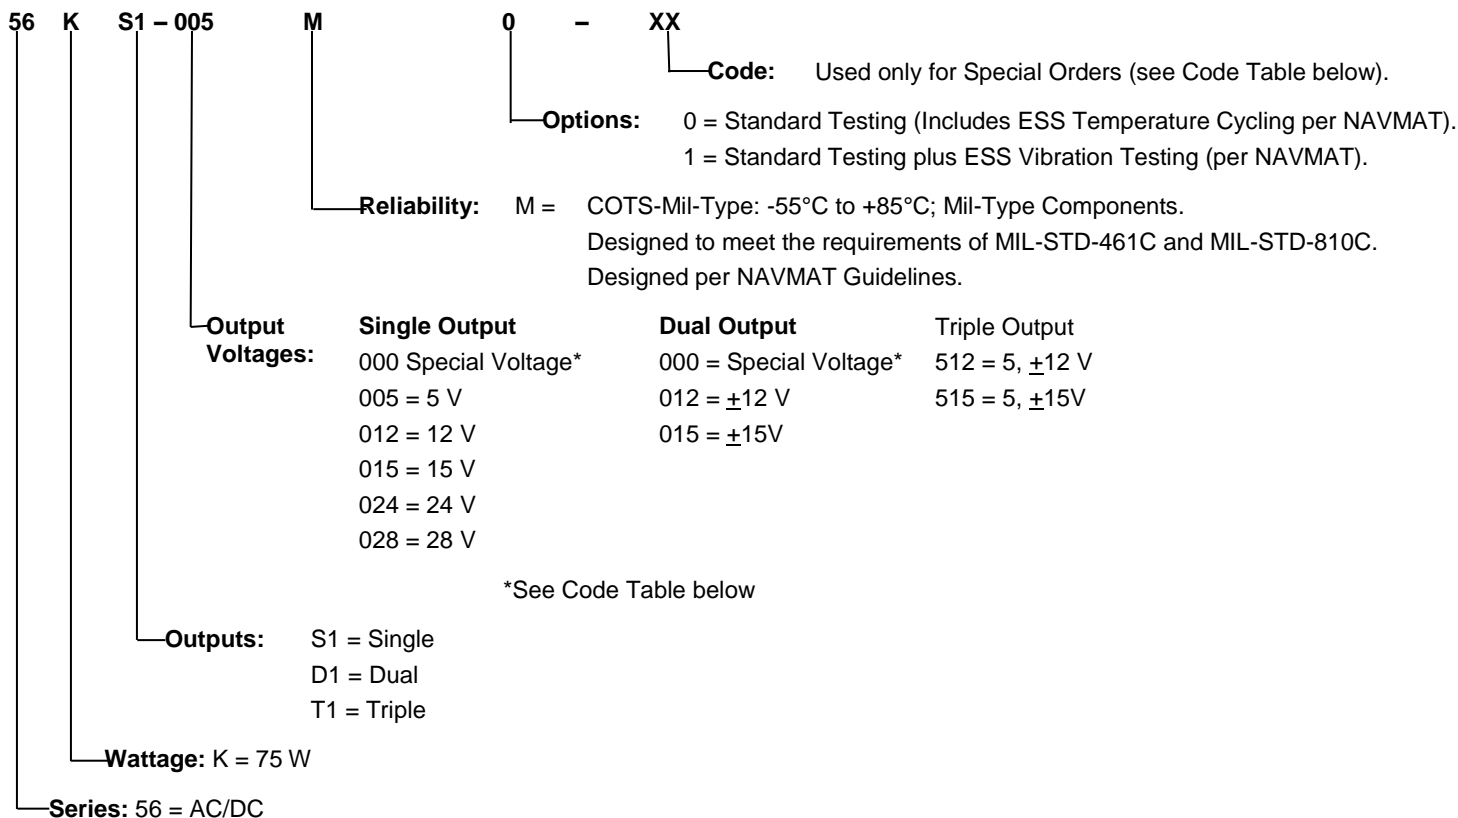 56 K S1 – 005 M 0 – XX
Code: Used only for Special Orders (see Code Table below).
Options: 0 = Standard Testing (Includes ESS Temperature Cycling per NAVMAT).
1 = Standard Testing plus ESS Vibration Testing (per NAVMAT).
Reliability: M = COTS-Mil-Type: -55°C to +85°C; Mil-Type Components.
Designed to meet the requirements of MIL-STD-461C and MIL-STD-810C.
Designed per NAVMAT Guidelines.
Output Single Output Dual Output Triple Output
Voltages: 000 Special Voltage* 000 = Special Voltage* 512 = 5, ±12 V
005 = 5 V 012 = ±12 V 515 = 5, ±15V
012 = 12 V 015 = ±15V
015 = 15 V
024 = 24 V
028 = 28 V
*See Code Table below
Outputs: S1 = Single
D1 = Dual
T1 = Triple
Wattage: K = 75 W
Series: 56 = AC/DC